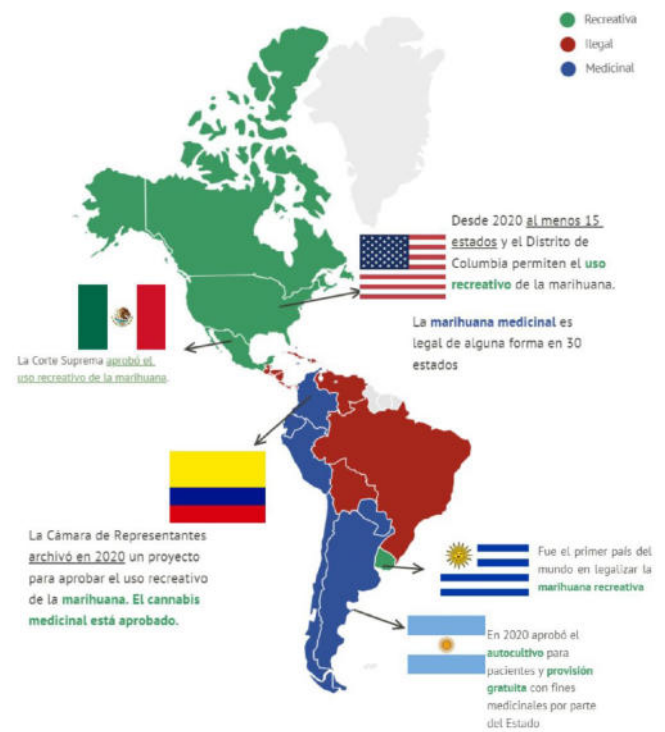 Recreativa
Ilegal
Medicinal
Desde 2020 al menos 15
estados y el Distrito de
Columbia permiten el uso
recreativo de la marihuana.
La marihuana medicinal es
legal de alguna forma en 30
estados
La Corte Suprema aprobó el
uso recreativo de la marihuana.
La Cámara de Representantes
archivó en 2020 un proyecto
para aprobar el uso recreativo
de la marihuana. El cannabis
medicinal está aprobado.
Fue el primer país del
mundo en legalizar la
marihuana recreativa
En 2020 aprobó el
autocultivo para
pacientes y provisión
gratuita con fines
medicinales por parte
del Estado